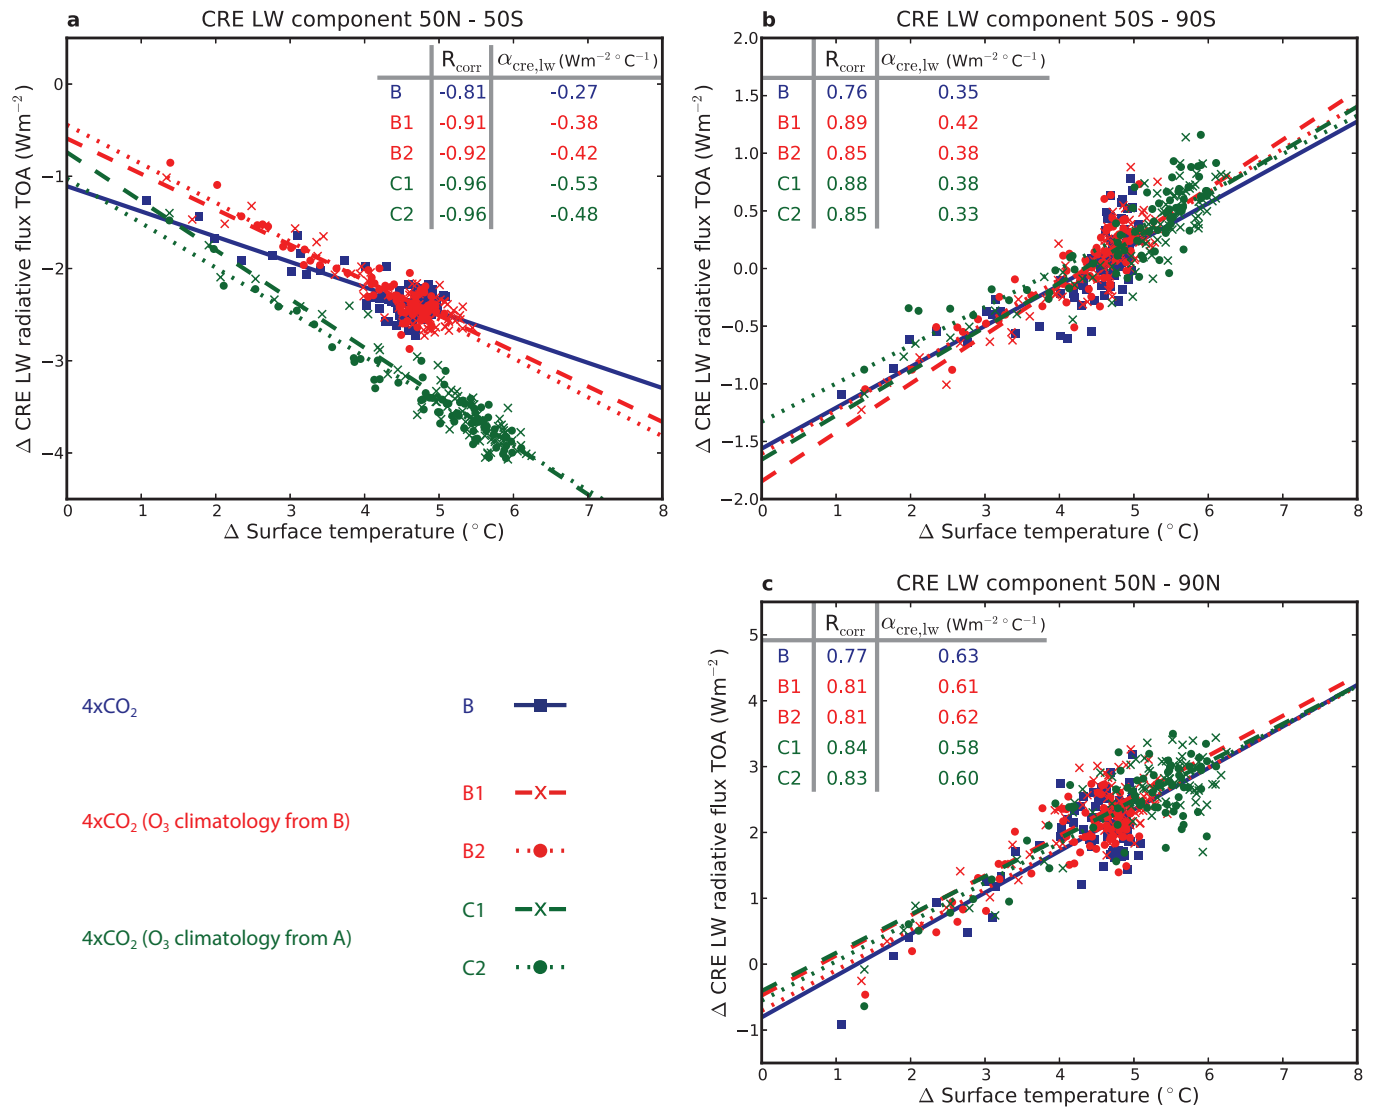 a CRE LW component 50N - 50S
R_corr α_cre,lw (Wm⁻² °C⁻¹)
B -0.81 -0.27
B1 -0.91 -0.38
B2 -0.92 -0.42
C1 -0.96 -0.53
C2 -0.96 -0.48
Δ CRE LW radiative flux TOA (Wm⁻²)
0
−1
−2
−3
−4
0 1 2 3 4 5 6 7 8
Δ Surface temperature (°C)
b CRE LW component 50S - 90S
R_corr α_cre,lw (Wm⁻² °C⁻¹)
B 0.76 0.35
B1 0.89 0.42
B2 0.85 0.38
C1 0.88 0.38
C2 0.85 0.33
Δ CRE LW radiative flux TOA (Wm⁻²)
2.0
1.5
1.0
0.5
0.0
−0.5
−1.0
−1.5
−2.0
0 1 2 3 4 5 6 7 8
Δ Surface temperature (°C)
4xCO₂ B
4xCO₂ (O₃ climatology from B)
B1
B2
4xCO₂ (O₃ climatology from A)
C1
C2
c CRE LW component 50N - 90N
R_corr α_cre,lw (Wm⁻² °C⁻¹)
B 0.77 0.63
B1 0.81 0.61
B2 0.81 0.62
C1 0.84 0.58
C2 0.83 0.60
Δ CRE LW radiative flux TOA (Wm⁻²)
5
4
3
2
1
0
−1
0 1 2 3 4 5 6 7 8
Δ Surface temperature (°C)